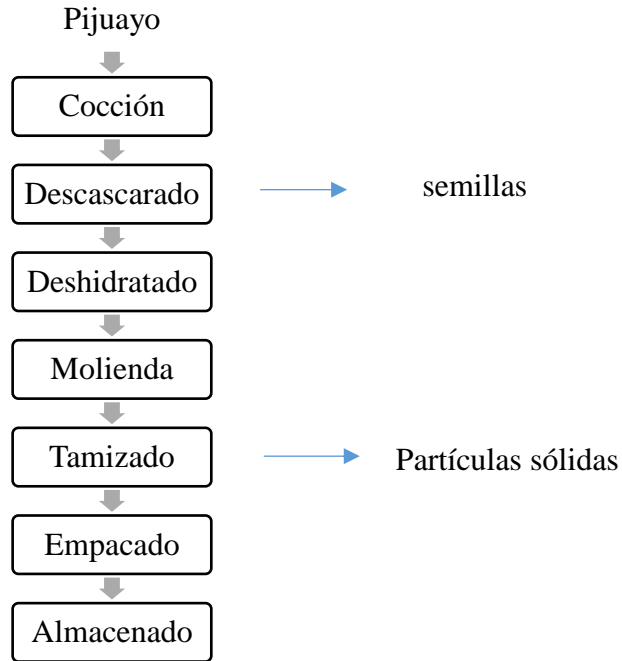 Pijuayo
Cocción
Descascarado
semillas
Deshidratado
Molienda
Tamizado
Partículas sólidas
Empacado
Almacenado